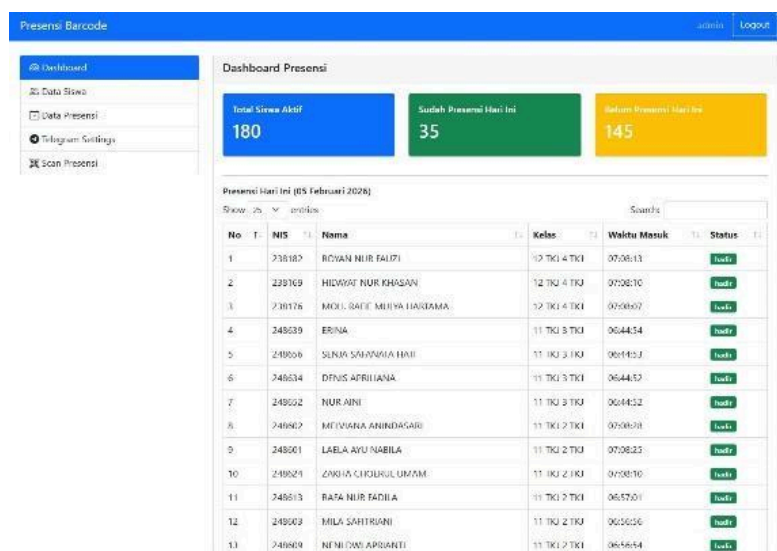 Presensi Barcode admin Logout
Dashboard
Data Siswa
Data Presensi
Telegram Settings
Scan Presensi
Dashboard Presensi
Total Siswa Aktif
180
Sudah Presensi Hari Ini
35
Belum Presensi Hari Ini
145
Presensi Hari Ini (05 Februari 2026)
Show 25 entries Search:
No NIS Nama Kelas Waktu Masuk Status
1 238182 12 TKJ 4 TKJ 07:08:13 hadir
2 238169 HIDAYAT NUR KHASAN 12 TKJ 4 TKJ 07:08:10 hadir
3 238176 MULYA HARTAMA 12 TKJ 4 TKJ 07:08:07 hadir
4 248639 ERINA 11 TKJ 3 TKJ 06:44:54 hadir
5 248656 SENJA 11 TKJ 3 TKJ 06:44:53 hadir
6 248634 DENIS APRILIANA 11 TKJ 3 TKJ 06:44:52 hadir
7 248652 NUR AINI 11 TKJ 3 TKJ 06:44:52 hadir
8 248602 MELVIANA ANINDASARI 11 TKJ 2 TKJ 07:08:28 hadir
9 248601 LAELA AYU NABILA 11 TKJ 2 TKJ 07:08:25 hadir
10 248624 UMAM 11 TKJ 2 TKJ 07:08:10 hadir
11 248613 NUR FADILA 11 TKJ 2 TKJ 06:57:01 hadir
12 248603 MILA SAFITRIANI 11 TKJ 2 TKJ 06:56:56 hadir
13 248609 NENI DWI APRIANTI 11 TKJ 2 TKJ 06:56:54 hadir